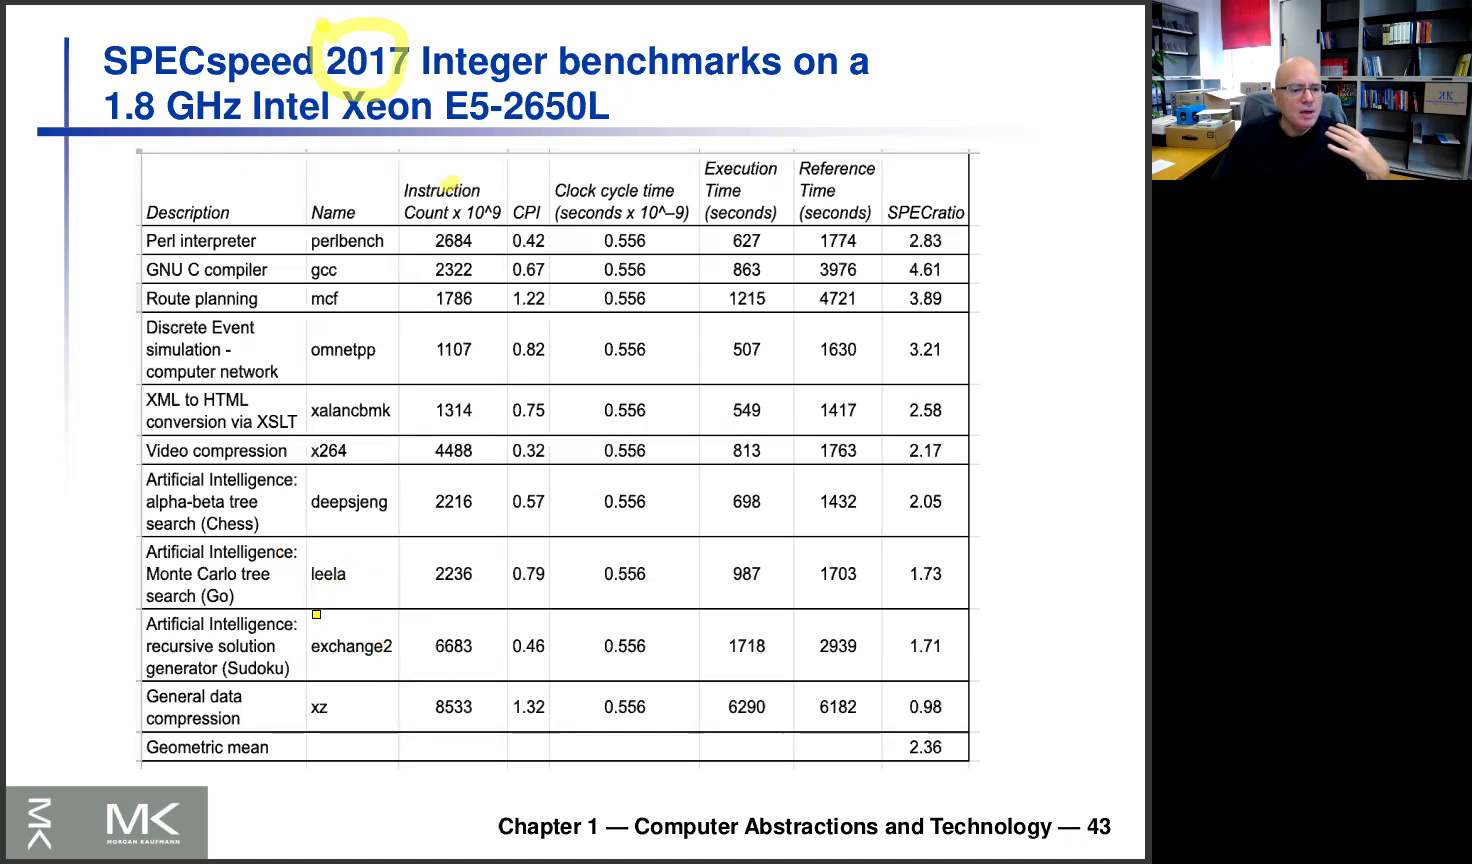 SPECspeed 2017 Integer benchmarks on a
1.8 GHz Intel Xeon E5-2650L
Description Name Instruction Count x 10^9 CPI Clock cycle time (seconds x 10^–9) Execution Time (seconds) Reference Time (seconds) SPECratio
Perl interpreter perlbench 2684 0.42 0.556 627 1774 2.83
GNU C compiler gcc 2322 0.67 0.556 863 3976 4.61
Route planning mcf 1786 1.22 0.556 1215 4721 3.89
Discrete Event
simulation -
computer network omnetpp 1107 0.82 0.556 507 1630 3.21
XML to HTML
conversion via XSLT xalancbmk 1314 0.75 0.556 549 1417 2.58
Video compression x264 4488 0.32 0.556 813 1763 2.17
Artificial Intelligence:
alpha-beta tree
search (Chess) deepsjeng 2216 0.57 0.556 698 1432 2.05
Artificial Intelligence:
Monte Carlo tree
search (Go) leela 2236 0.79 0.556 987 1703 1.73
Artificial Intelligence:
recursive solution
generator (Sudoku) exchange2 6683 0.46 0.556 1718 2939 1.71
General data
compression xz 8533 1.32 0.556 6290 6182 0.98
Geometric mean 2.36
MK
MK
MORGAN KAUFMANN
Chapter 1 — Computer Abstractions and Technology — 43